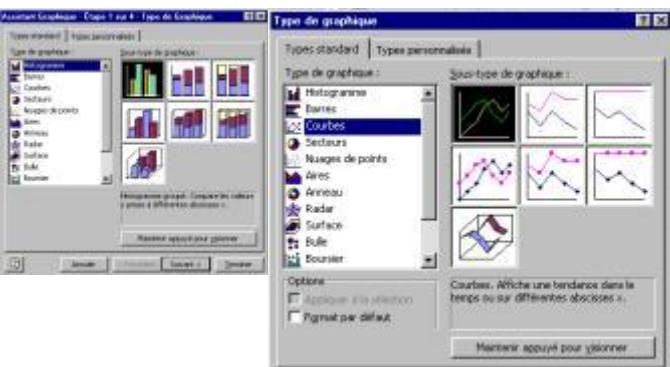 Assistant Graphique - Étape 1 sur 4 - Type de Graphique
Types standard
Types personnalisés
Type de graphique :
Sous-type de graphique :
Histogramme
Barres
Courbes
Secteurs
Nuages de points
Aires
Anneau
Radar
Surface
Bulle
Boursier
Histogramme groupé. Compare les valeurs
y prises à différentes abscisses x.
Maintenir appuyé pour visionner
Annuler
Suivant >
Terminer
Type de graphique
Types standard
Types personnalisés
Type de graphique :
Sous-type de graphique :
Histogramme
Barres
Courbes
Secteurs
Nuages de points
Aires
Anneau
Radar
Surface
Bulle
Boursier
Options
Appliquer à la sélection
Format par défaut
Courbes. Affiche une tendance dans le
temps ou sur différentes abscisses x.
Maintenir appuyé pour visionner